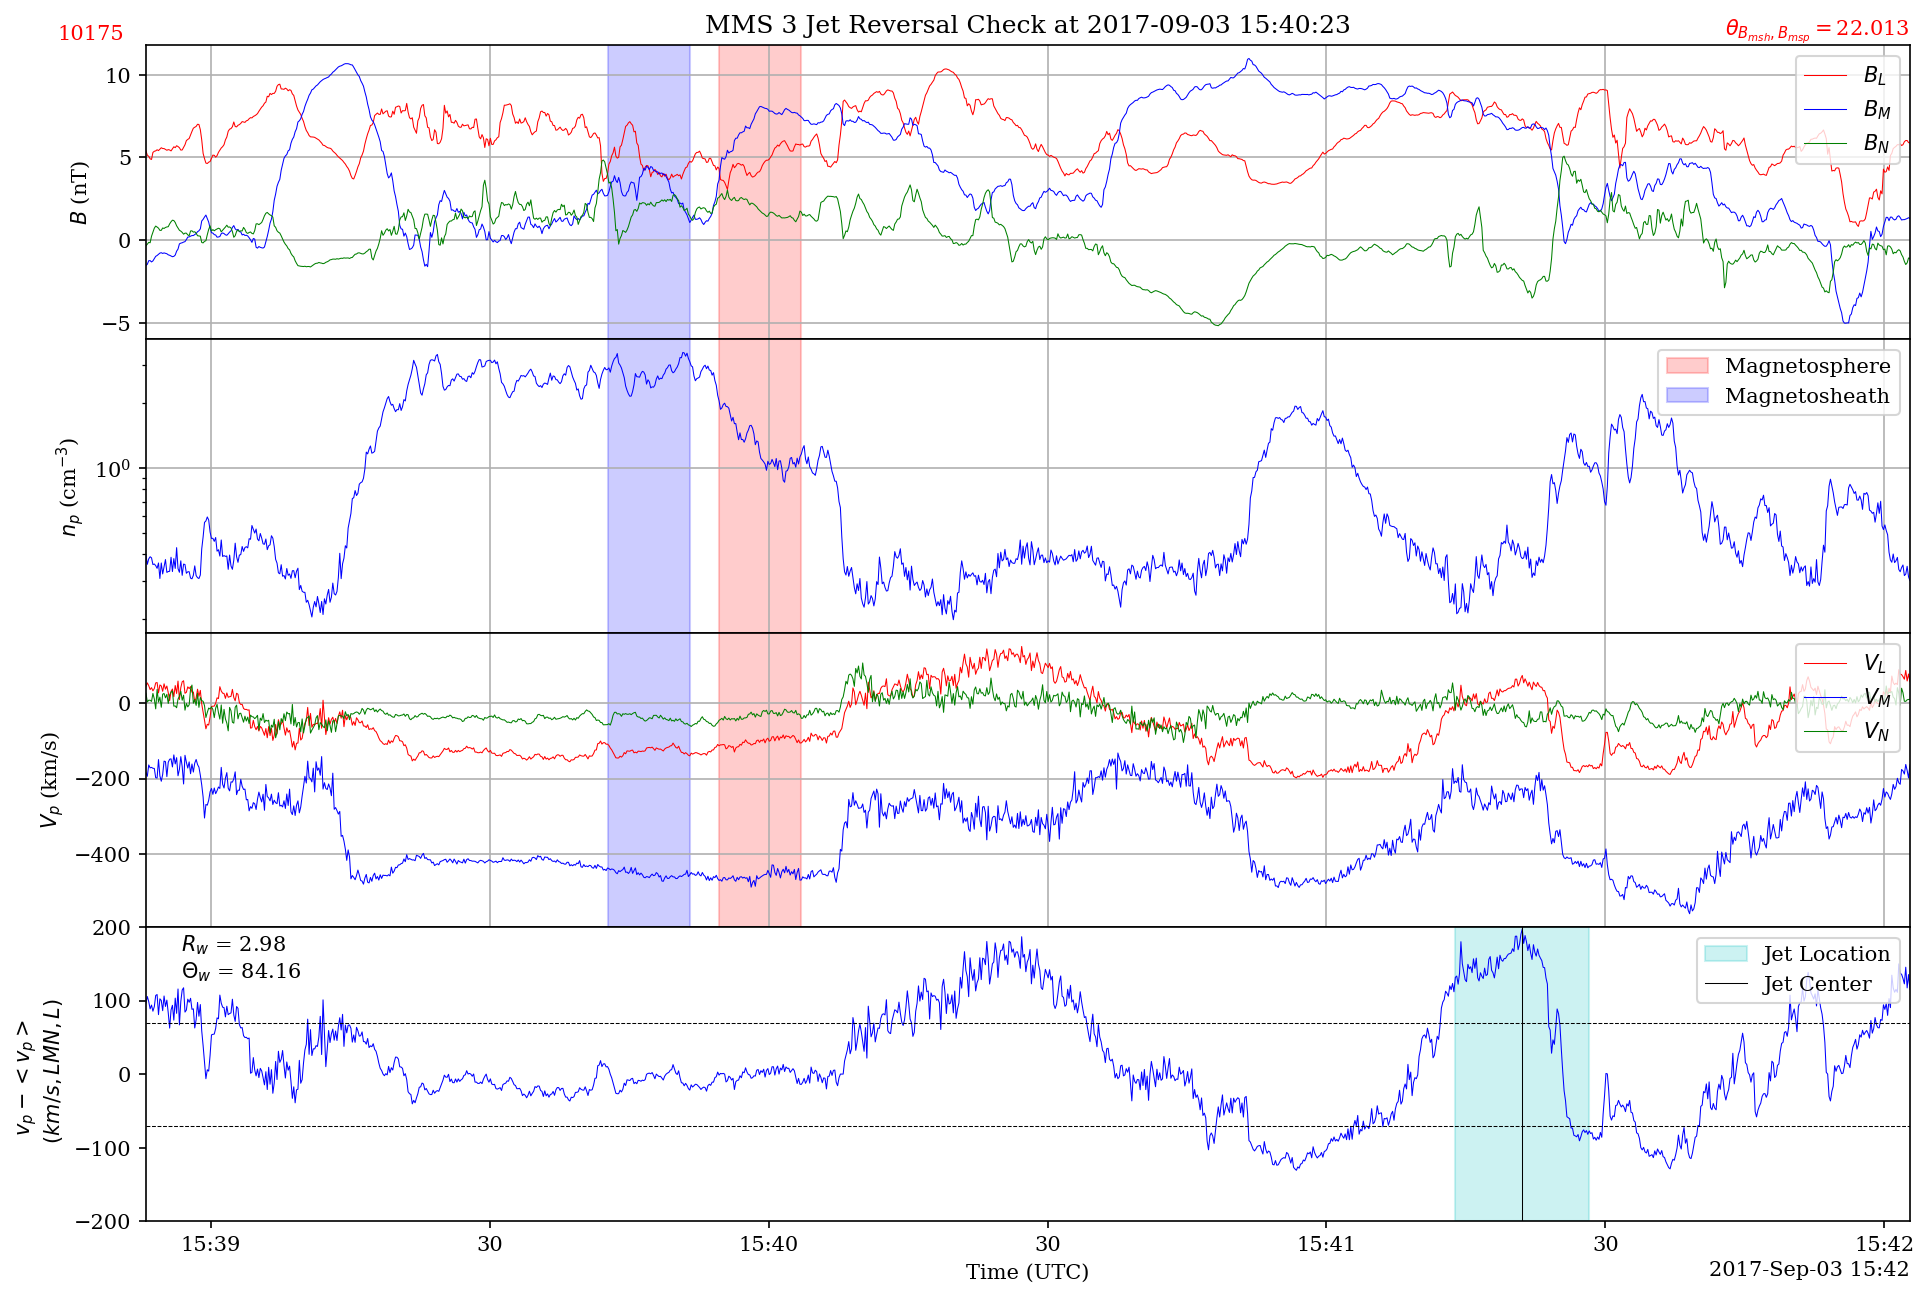 10175
MMS 3 Jet Reversal Check at 2017-09-03 15:40:23
θ_{B_{msh}, B_{msp}} = 22.013
B (nT)
10
5
0
−5
B_L
B_M
B_N
n_p (cm^{−3})
10^0
Magnetosphere
Magnetosheath
V_p (km/s)
0
−200
−400
V_L
V_M
V_N
v_p − < v_p >
(km/s, LMN, L)
200
100
0
−100
−200
R_w = 2.98
Θ_w = 84.16
Jet Location
Jet Center
15:39
30
15:40
30
15:41
30
15:42
Time (UTC)
2017-Sep-03 15:42